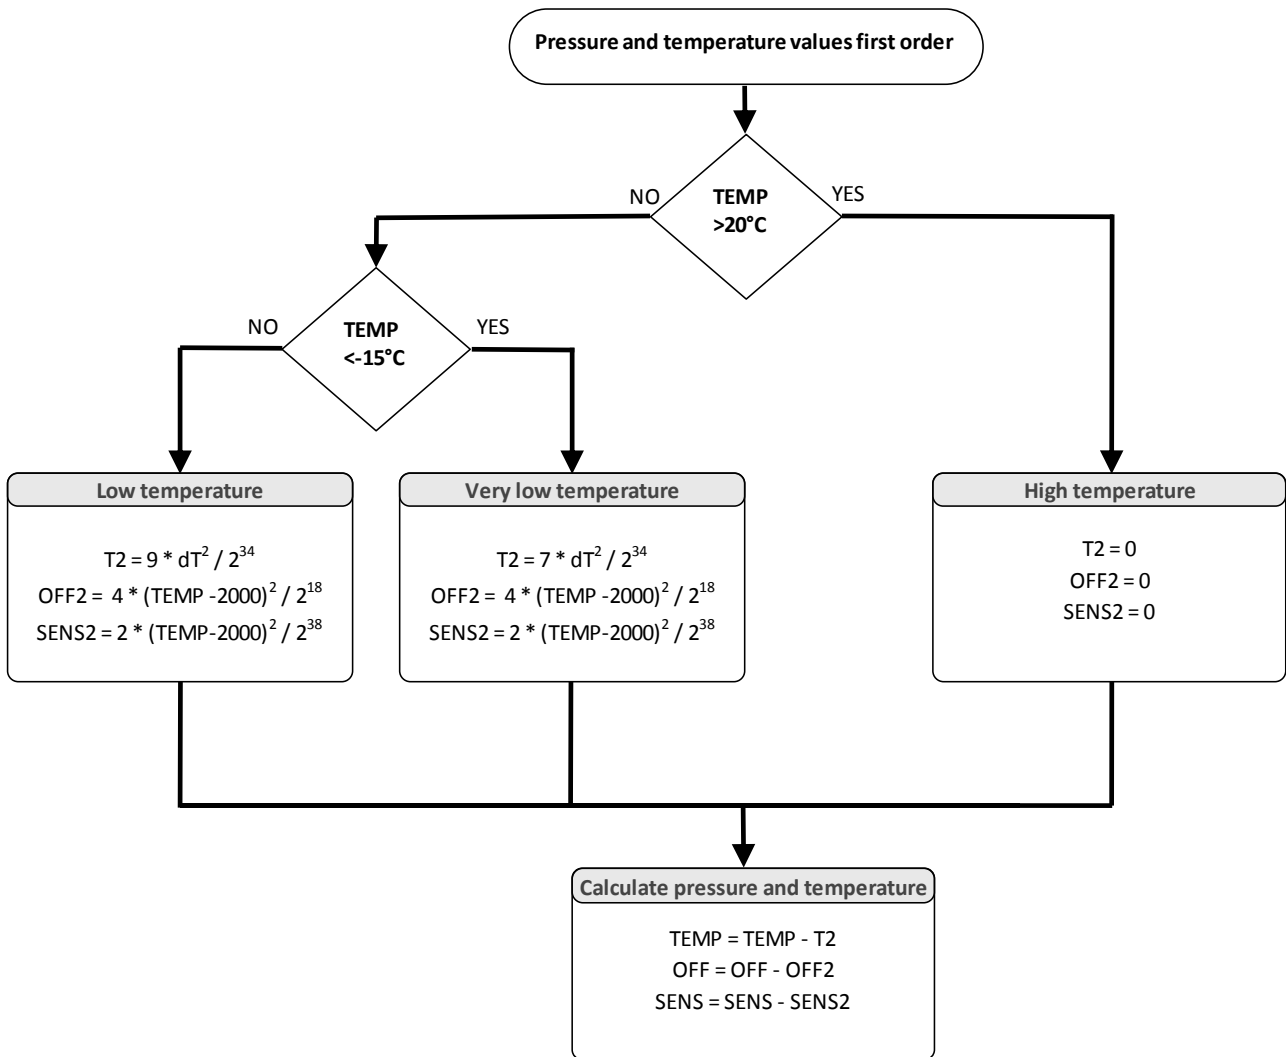 Pressure and temperature values first order
TEMP
>20°C
NO
YES
TEMP
<-15°C
NO
YES
Low temperature
T2 = 9 * dT² / 2³⁴
OFF2 = 4 * (TEMP -2000)² / 2¹⁸
SENS2 = 2 * (TEMP-2000)² / 2³⁸
Very low temperature
T2 = 7 * dT² / 2³⁴
OFF2 = 4 * (TEMP -2000)² / 2¹⁸
SENS2 = 2 * (TEMP-2000)² / 2³⁸
High temperature
T2 = 0
OFF2 = 0
SENS2 = 0
Calculate pressure and temperature
TEMP = TEMP - T2
OFF = OFF - OFF2
SENS = SENS - SENS2